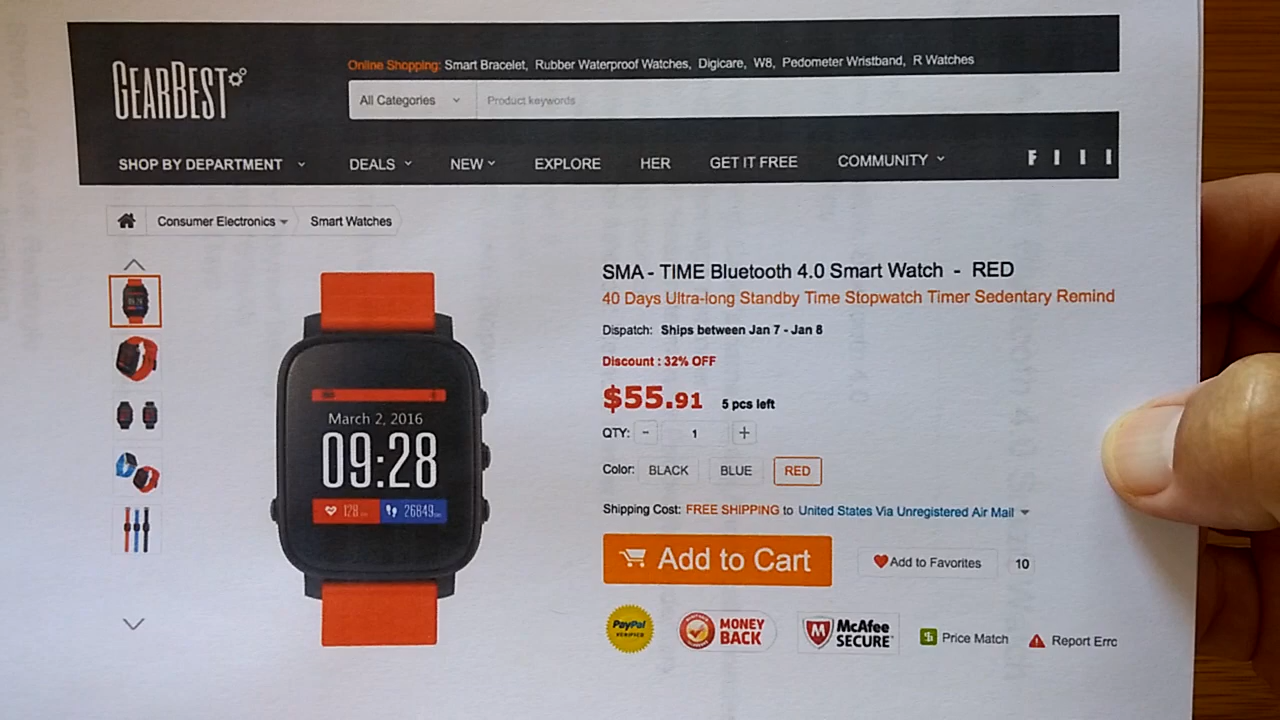 GEARBEST
Online Shopping: Smart Bracelet, Rubber Waterproof Watches, Digicare, W8, Pedometer Wristband, R Watches
All Categories Product keywords
SHOP BY DEPARTMENT DEALS NEW EXPLORE HER GET IT FREE COMMUNITY
Consumer Electronics Smart Watches
SMA - TIME Bluetooth 4.0 Smart Watch - RED
40 Days Ultra-long Standby Time Stopwatch Timer Sedentary Remind
Dispatch: Ships between Jan 7 - Jan 8
Discount : 32% OFF
$55.91 5 pcs left
QTY: - 1 +
Color: BLACK BLUE RED
Shipping Cost: FREE SHIPPING to United States Via Unregistered Air Mail
Add to Cart Add to Favorites 10
PayPal VERIFIED
MONEY BACK
McAfee SECURE
Price Match
Report Errc
March 2, 2016
09:28
128 26849